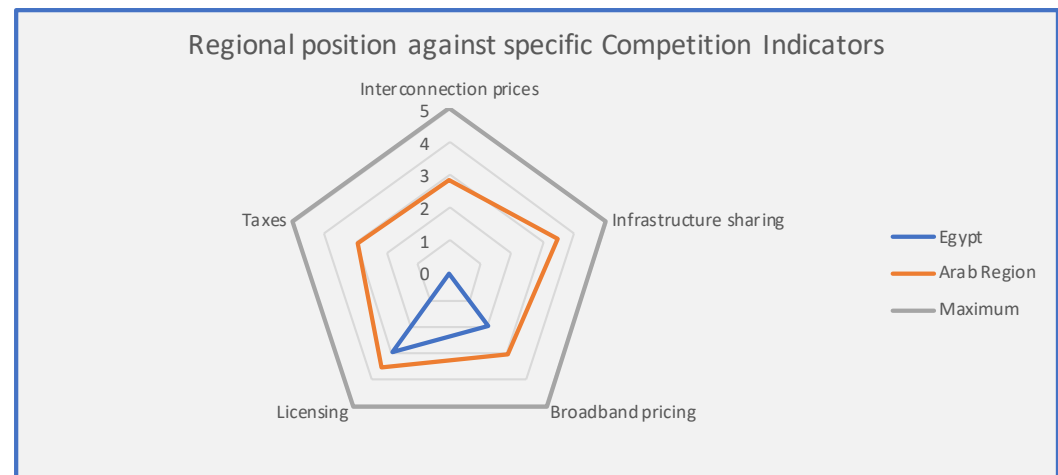 Regional position against specific Competition Indicators
Interconnection prices
5
4
3
2
1
0
Taxes
Infrastructure sharing
Licensing
Broadband pricing
Egypt
Arab Region
Maximum